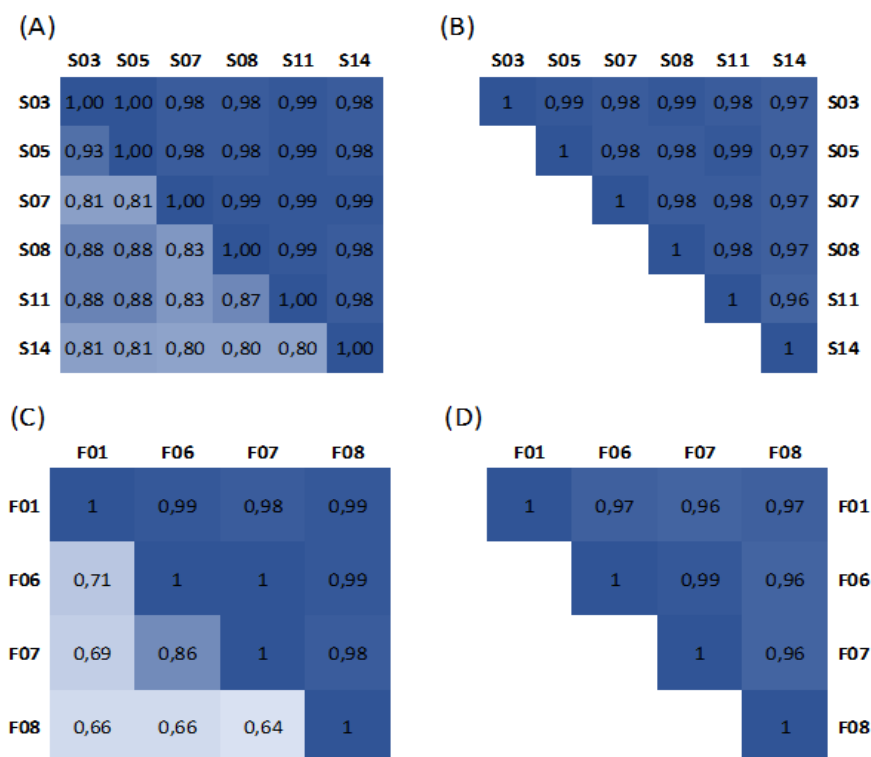 (A)
S03 S05 S07 S08 S11 S14
S03 1,00 1,00 0,98 0,98 0,99 0,98
S05 0,93 1,00 0,98 0,98 0,99 0,98
S07 0,81 0,81 1,00 0,99 0,99 0,99
S08 0,88 0,88 0,83 1,00 0,99 0,98
S11 0,88 0,88 0,83 0,87 1,00 0,98
S14 0,81 0,81 0,80 0,80 0,80 1,00
(B)
S03 S05 S07 S08 S11 S14
1 0,99 0,98 0,99 0,98 0,97 S03
1 0,98 0,98 0,99 0,97 S05
1 0,98 0,98 0,97 S07
1 0,98 0,97 S08
1 0,96 S11
1 S14
(C)
F01 F06 F07 F08
F01 1 0,99 0,98 0,99
F06 0,71 1 1 0,99
F07 0,69 0,86 1 0,98
F08 0,66 0,66 0,64 1
(D)
F01 F06 F07 F08
1 0,97 0,96 0,97 F01
1 0,99 0,96 F06
1 0,96 F07
1 F08